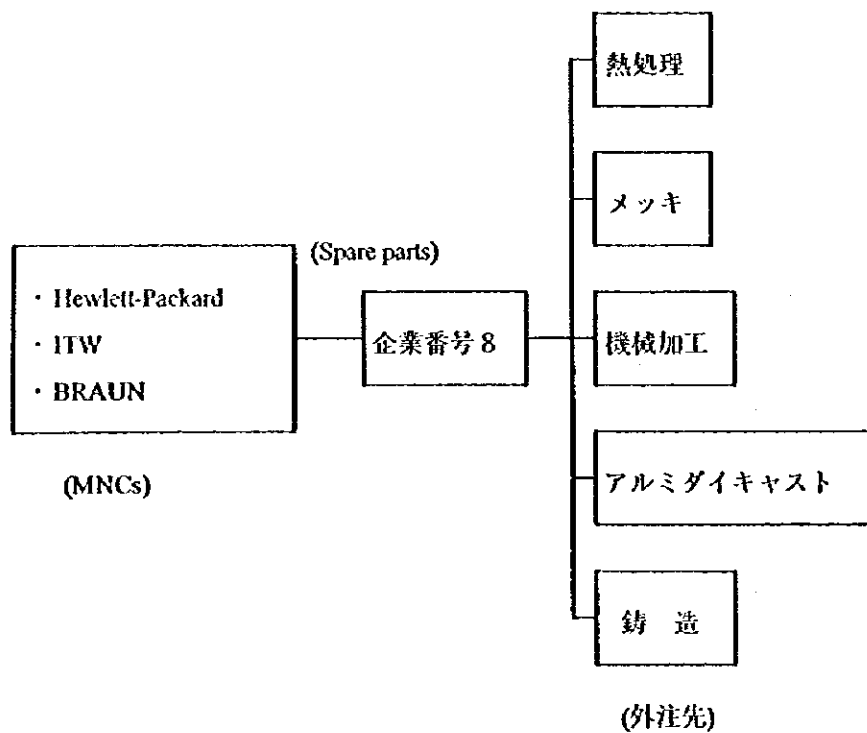 熱処理
メッキ
(Spare parts)
・ Hewlett-Packard
・ ITW
・ BRAUN
企業番号8
機械加工
(MNCs)
アルミダイキャスト
鋳 造
(外注先)